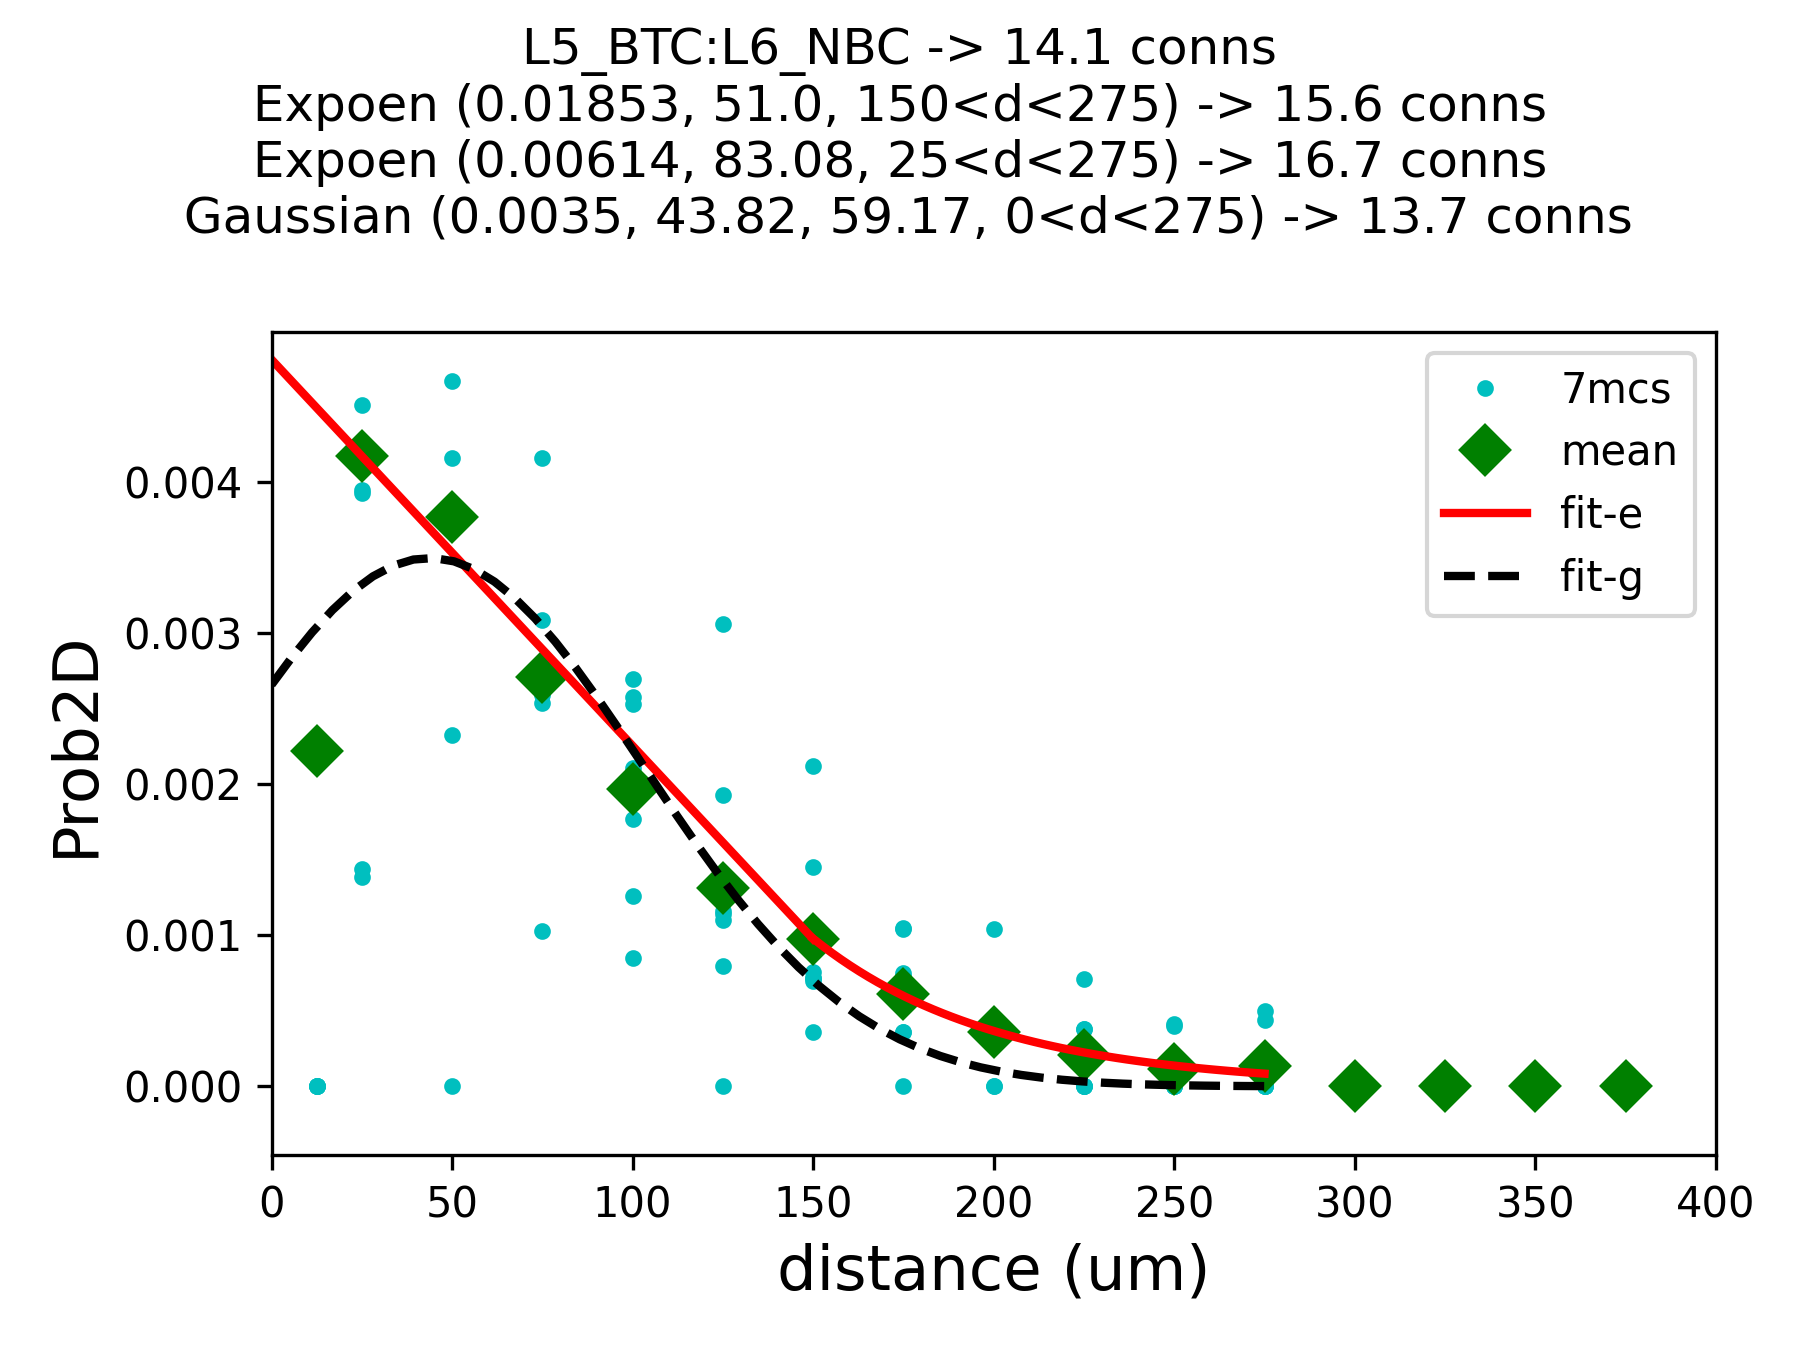 L5_BTC:L6_NBC -> 14.1 conns
Expoen (0.01853, 51.0, 150<d<275) -> 15.6 conns
Expoen (0.00614, 83.08, 25<d<275) -> 16.7 conns
Gaussian (0.0035, 43.82, 59.17, 0<d<275) -> 13.7 conns
7mcs
mean
fit-e
fit-g
0.004
0.003
0.002
0.001
0.000
Prob2D
0 50 100 150 200 250 300 350 400
distance (um)